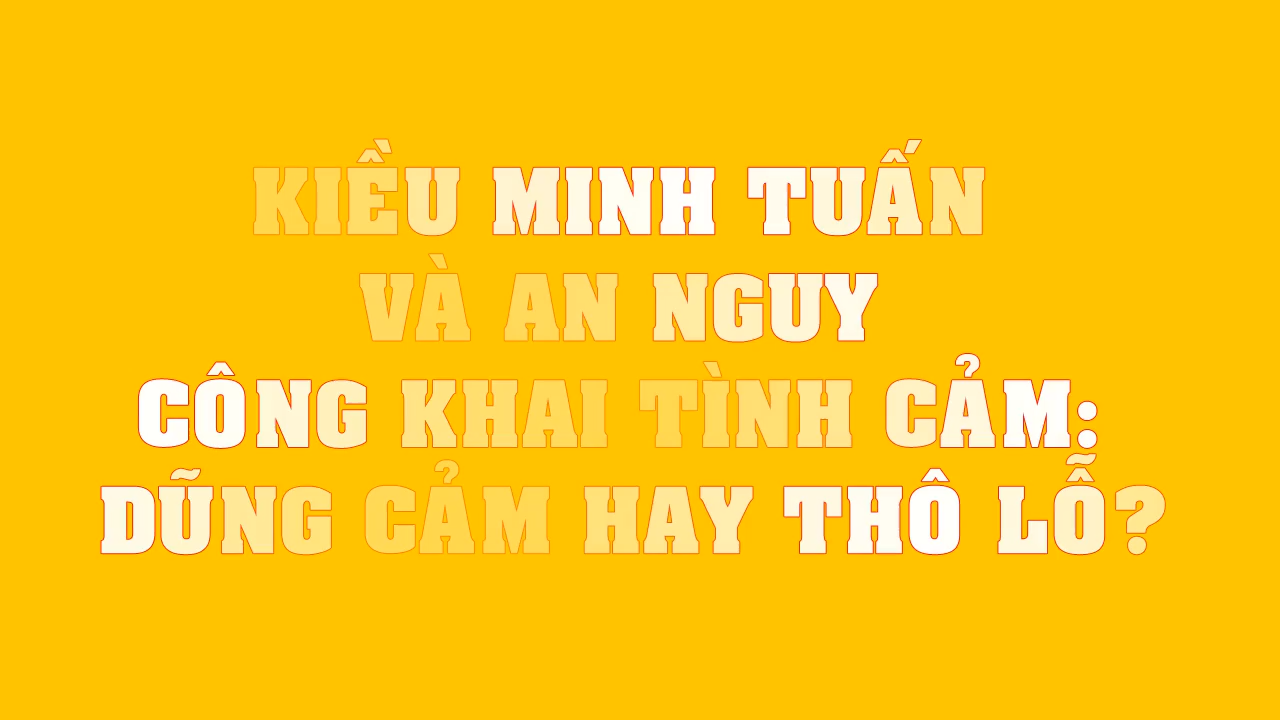 KIỀU MINH TUẤN
VÀ AN NGUY
CÔNG KHAI TÌNH CẢM:
DŨNG CẢM HAY THÔ LỖ?